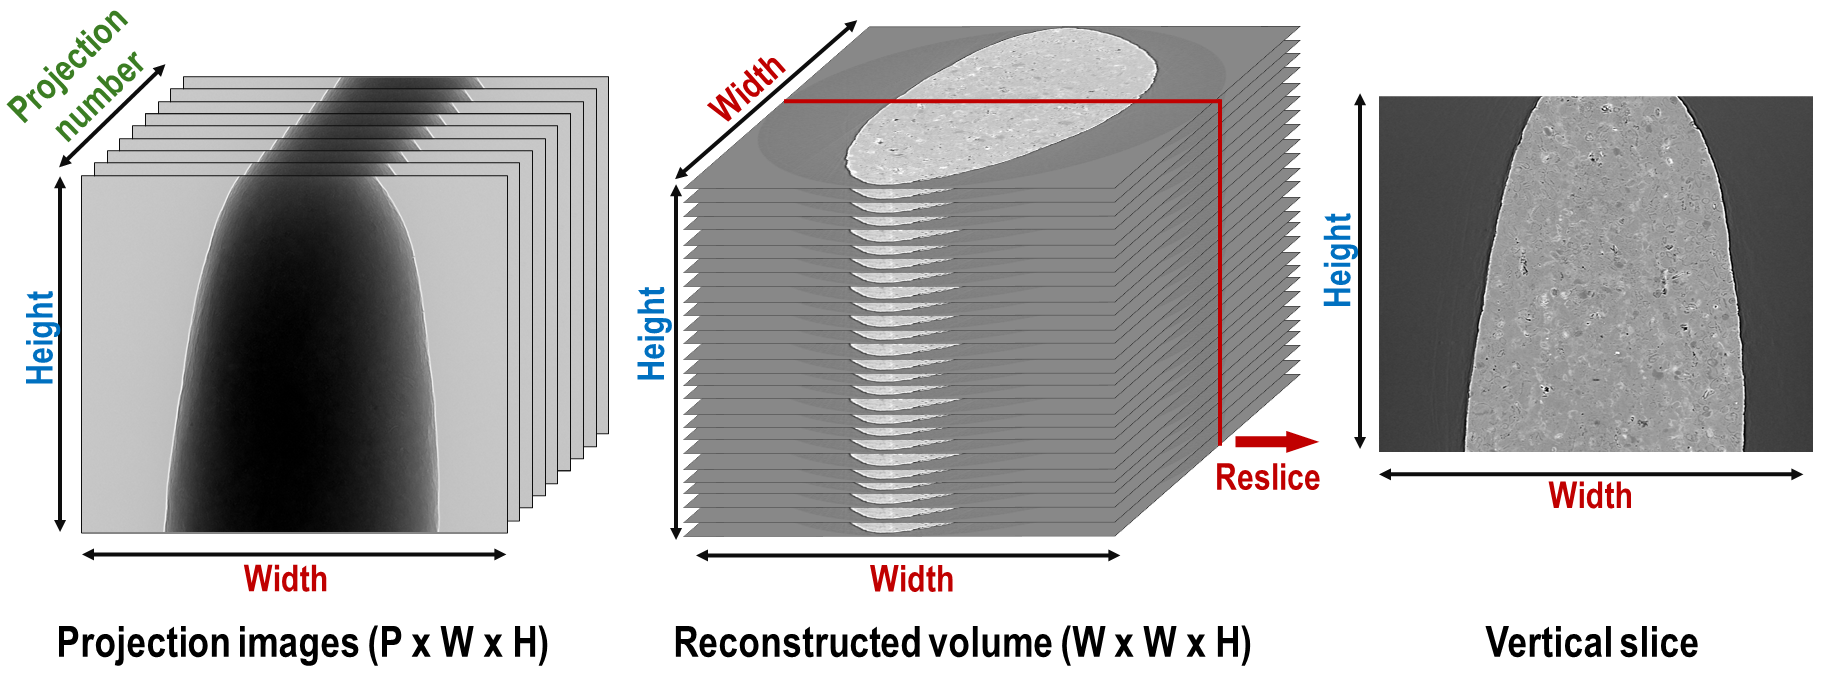 Projection
number
Height
Width
Projection images (P x W x H)
Width
Height
Width
Reslice
Reconstructed volume (W x W x H)
Height
Width
Vertical slice